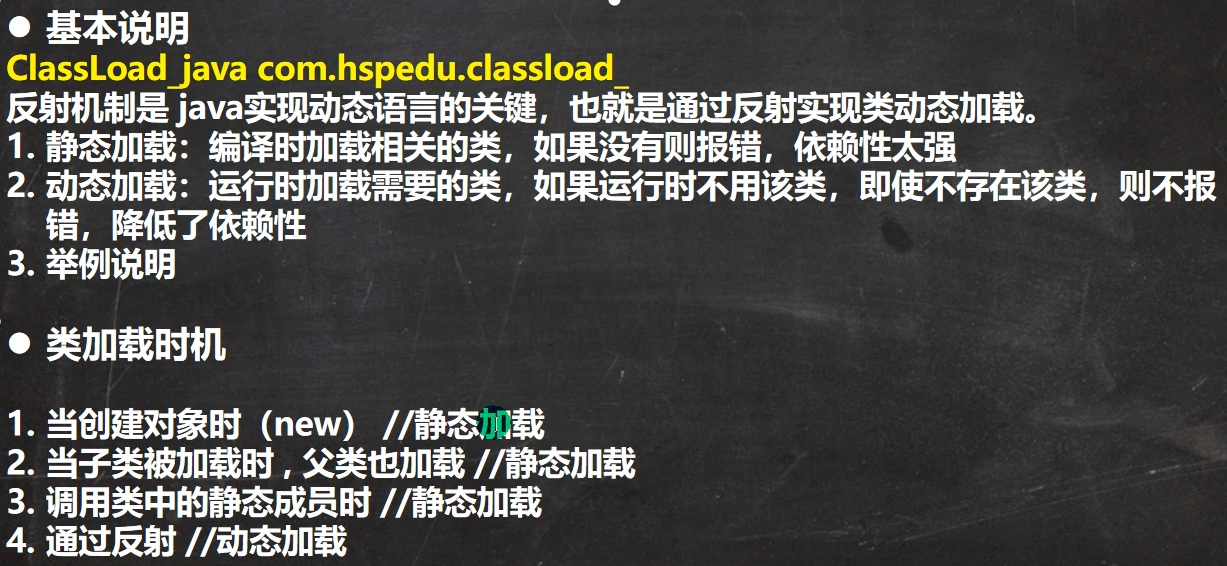 ● 基本说明
ClassLoad_java com.hspedu.classload_
反射机制是 java实现动态语言的关键，也就是通过反射实现类动态加载。
1. 静态加载：编译时加载相关的类，如果没有则报错，依赖性太强
2. 动态加载：运行时加载需要的类，如果运行时不用该类，即使不存在该类，则不报
错，降低了依赖性
3. 举例说明
● 类加载时机
1. 当创建对象时（new） //静态加载
2. 当子类被加载时 , 父类也加载 //静态加载
3. 调用类中的静态成员时 //静态加载
4. 通过反射 //动态加载